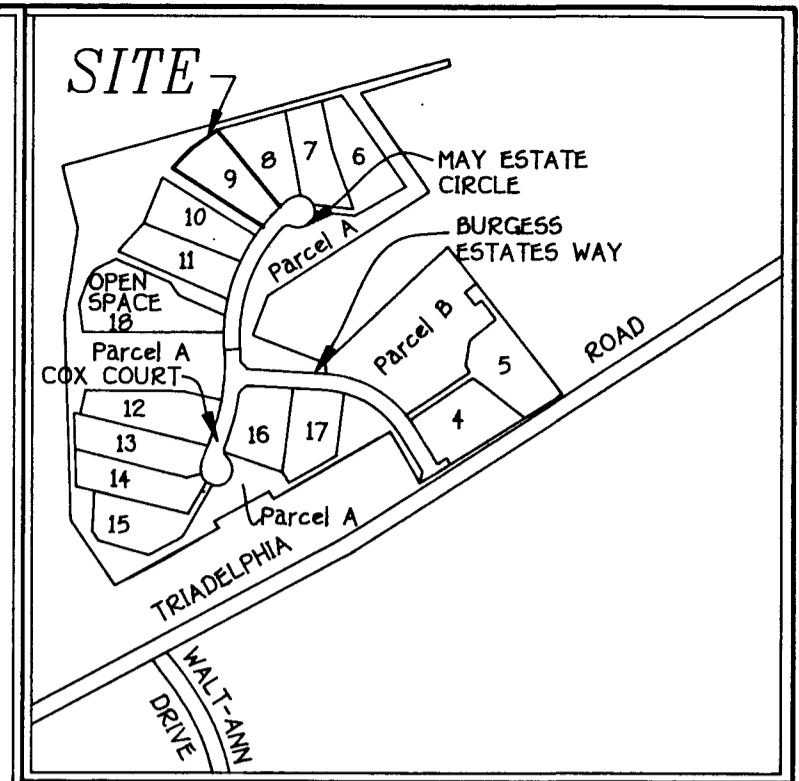 SITE
MAY ESTATE
CIRCLE
9
8
7
6
10
11
BURGESS
ESTATES WAY
Parcel A
OPEN
SPACE
18
Parcel B
ROAD
Parcel A
COX COURT
5
12
13
14
15
16
17
4
Parcel A
TRIADELPHIA
WALT-ANN
DRIVE